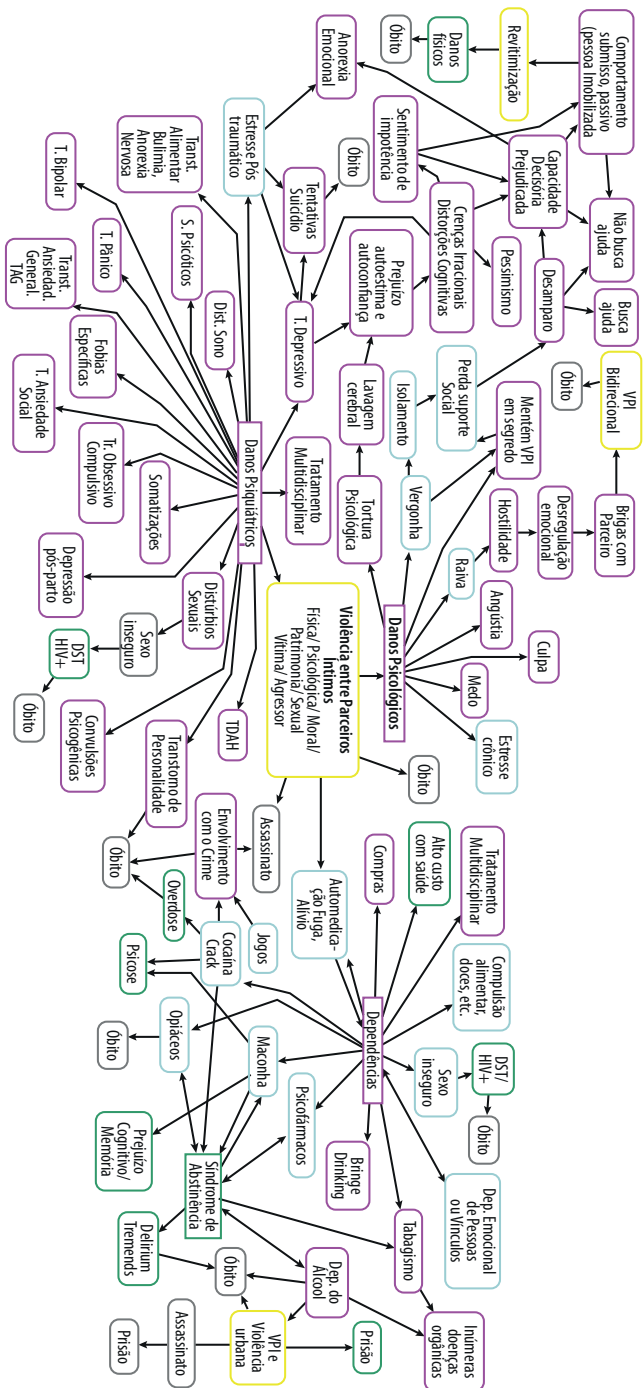 VPI
Bidirecional
Óbito
Brigas com
Parceiro
Desregulação
emocional
Hostilidade
Raiva
Angústia
Culpa
Medo
Estresse
crônico
Busca
ajuda
Não busca
ajuda
Desamparo
Mentém VPI
em segredo
Perda suporte
Social
Isolamento
Vergonha
Comportamento
submisso, passivo
(pessoa Imobilizada)
Capacidade
Decisória
Prejudicada
Pessimismo
Crenças Irracionais
Distorções Cognitivas
Sentimento de
impotência
Prejuízo
autoestima e
autoconfiança
Lavagem
cerebral
Tortura
Psicológica
Danos Psicológicos
Revitimização
Danos
físicos
Óbito
Anorexia
Emocional
Óbito
Tentativas
Suicídio
T. Depressivo
Estresse Pós
traumático
Tratamento
Multidisciplinar
Violência entre Parceiros
Íntimos
Física/ Psicológica/ Moral/
Patrimonia/ Sexual
Vítima/ Agressor
Óbito
Danos Psiquiátricos
Transt.
Alimentar
Bulimia,
Anorexia
Nervosa
S. Psicóticos
Dist. Sono
T. Bipolar
T. Pânico
Transt.
Ansiedad.
General.
TAG
Fobias
Específicas
T. Ansiedade
Social
Tr. Obsessivo
Compulsivo
Somatizações
Depressão
pós-parto
Distúrbios
Sexuais
Sexo
inseguro
DST
HIV+
Óbito
Convulsões
Psicogênicas
TDAH
Transtorno de
Personalidade
Assassinato
Envolvimento
com o Crime
Óbito
Tratamento
Multidisciplinar
Alto custo
com saúde
Compras
Compulsão
alimentar,
doces, etc.
DST/
HIV+
Óbito
Sexo
inseguro
Dep. Emocional
de Pessoas
ou Vínculos
Automedica-
ção Fuga,
Alívio
Dependências
Bringe
Drinking
Tabagismo
Inúmeras
doenças
orgânicas
Jogos
Cocaína
Crack
Overdose
Psicose
Maconha
Psicofármacos
Opiáceos
Óbito
Prejuízo
Cognitivo/
Memória
Síndrome de
Abstinência
Delirium
Tremends
Dep. do
Álcool
Óbito
VPI e
Violência
urbana
Prisão
Assassinato
Prisão